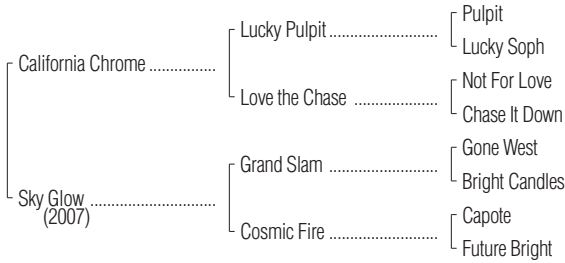 Pulpit
Lucky Pulpit ........................
Lucky Soph
California Chrome ...............
Not For Love
Love the Chase ..................
Chase It Down
Gone West
Grand Slam ........................
Bright Candles
Sky Glow ............................
(2007)
Capote
Cosmic Fire ........................
Future Bright